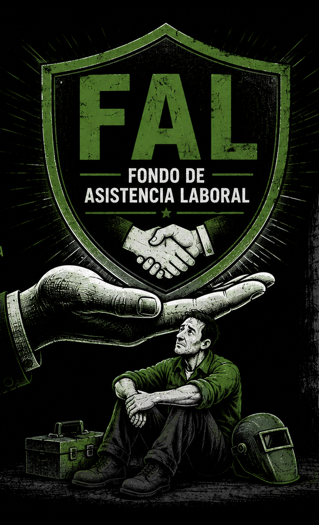 FAL
FONDO DE
ASISTENCIA LABORAL